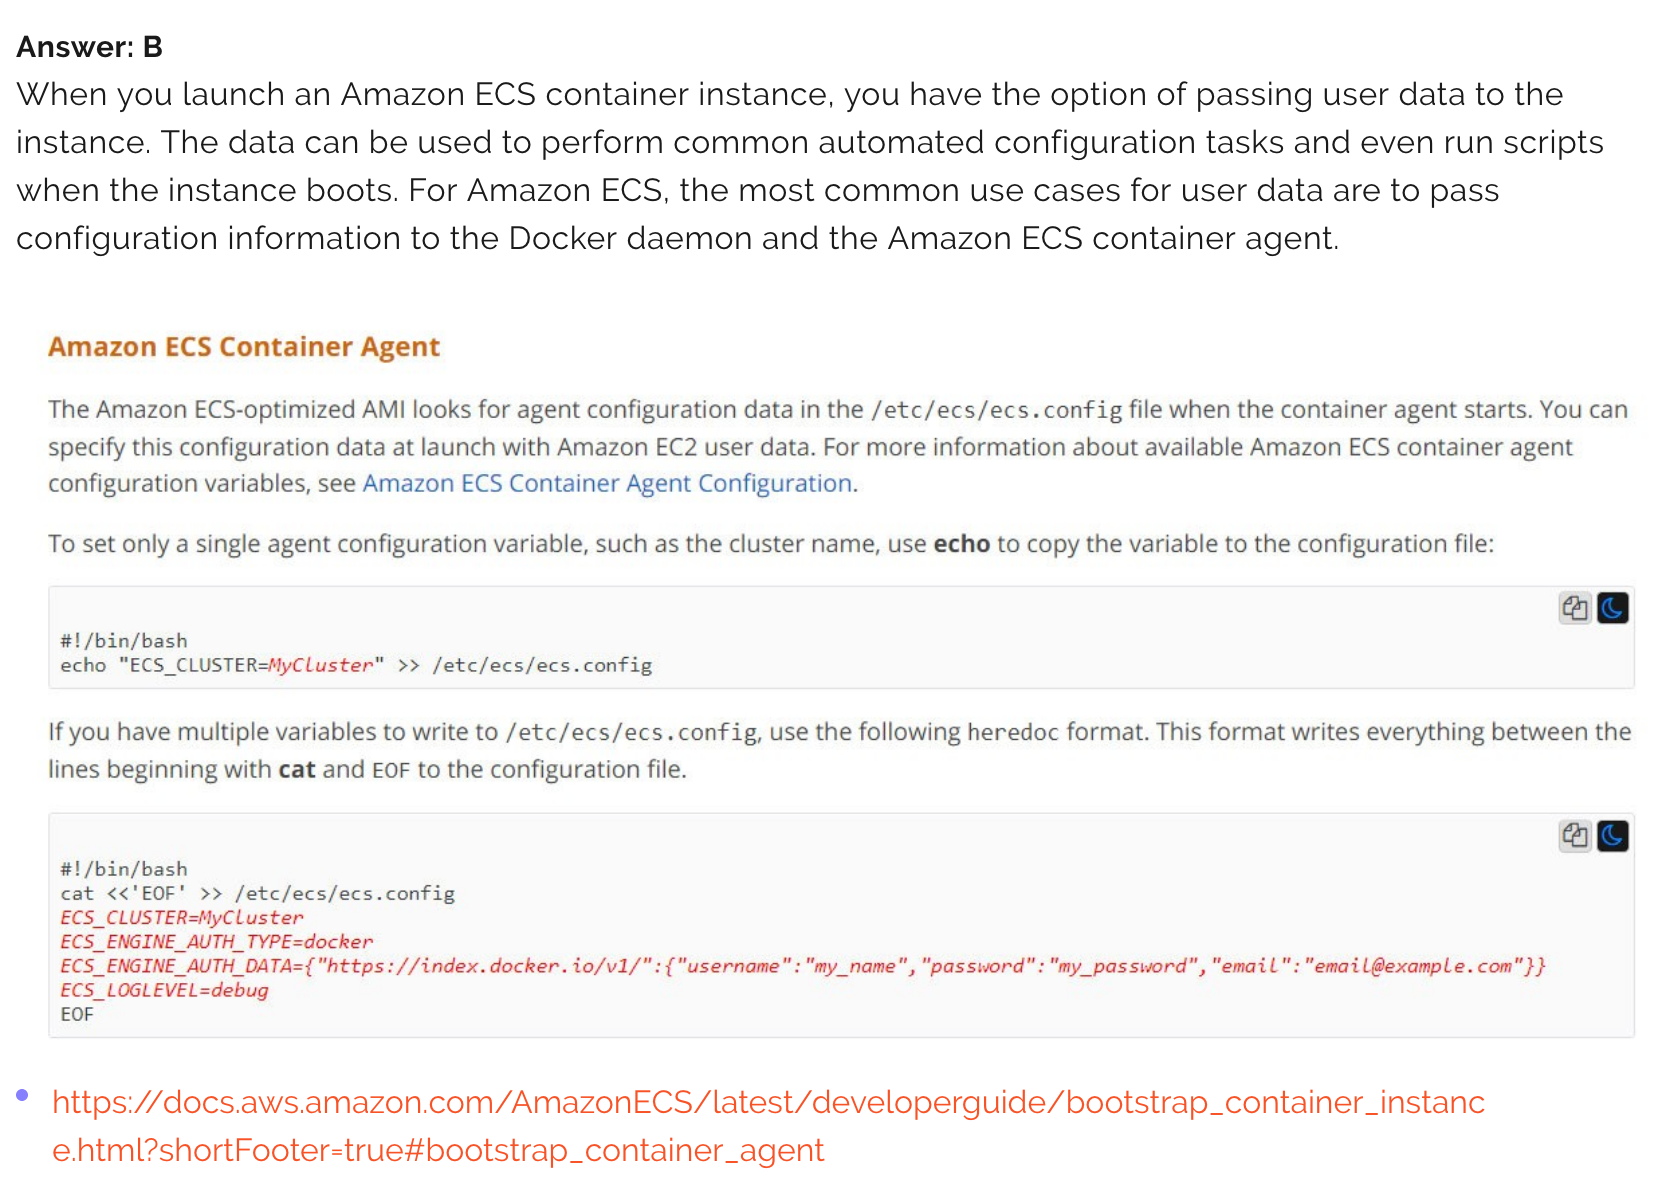 Answer: B
When you launch an Amazon ECS container instance, you have the option of passing user data to the
instance. The data can be used to perform common automated configuration tasks and even run scripts
when the instance boots. For Amazon ECS, the most common use cases for user data are to pass
configuration information to the Docker daemon and the Amazon ECS container agent.
Amazon ECS Container Agent
The Amazon ECS-optimized AMI looks for agent configuration data in the /etc/ecs/ecs.config file when the container agent starts. You can
specify this configuration data at launch with Amazon EC2 user data. For more information about available Amazon ECS container agent
configuration variables, see Amazon ECS Container Agent Configuration.
To set only a single agent configuration variable, such as the cluster name, use echo to copy the variable to the configuration file:
#!/bin/bash
echo "ECS_CLUSTER=MyCluster" >> /etc/ecs/ecs.config
If you have multiple variables to write to /etc/ecs/ecs.config, use the following heredoc format. This format writes everything between the
lines beginning with cat and EOF to the configuration file.
#!/bin/bash
cat <<'EOF' >> /etc/ecs/ecs.config
ECS_CLUSTER=MyCluster
ECS_ENGINE_AUTH_TYPE=docker
ECS_ENGINE_AUTH_DATA={"https://index.docker.io/v1/":{"username":"my_name","password":"my_password","email":"email@example.com"}}
ECS_LOGLEVEL=debug
EOF
https://docs.aws.amazon.com/AmazonECS/latest/developerguide/bootstrap_container_instanc
e.html?shortFooter=true#bootstrap_container_agent